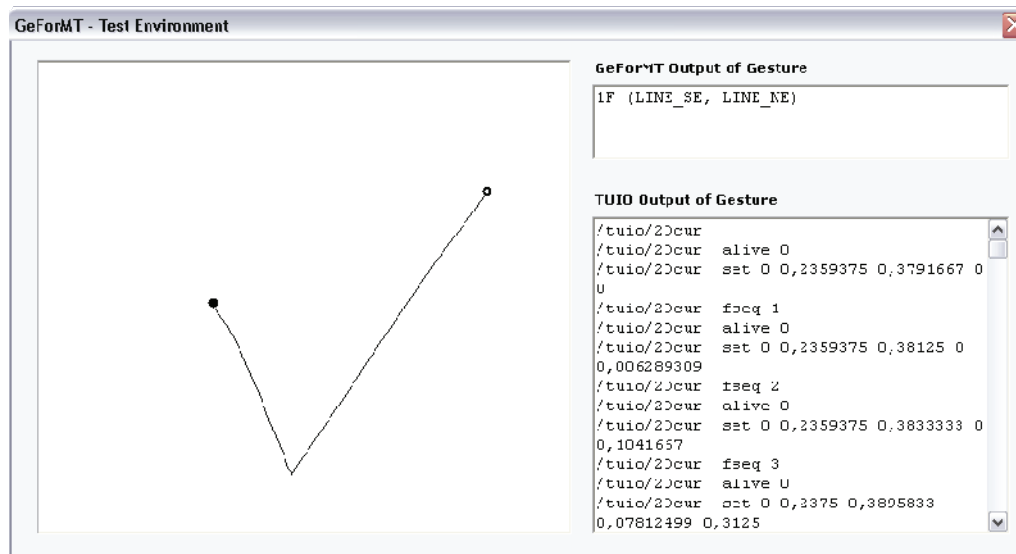 GeForMT - Test Environment
GeForMT Output of Gesture
1F (LINE_SE, LINE_NE)
TUIO Output of Gesture
/tuio/2Dcur
/tuio/2Dcur alive 0
/tuio/2Dcur set 0 0,2359375 0,3791667 0
0
/tuio/2Dcur fseq 1
/tuio/2Dcur alive 0
/tuio/2Dcur set 0 0,2359375 0,38125 0
0,006289309
/tuio/2Dcur fseq 2
/tuio/2Dcur alive 0
/tuio/2Dcur set 0 0,2359375 0,3833333 0
0,1041667
/tuio/2Dcur fseq 3
/tuio/2Dcur alive 0
/tuio/2Dcur set 0 0,2375 0,3895833
0,07812499 0,3125